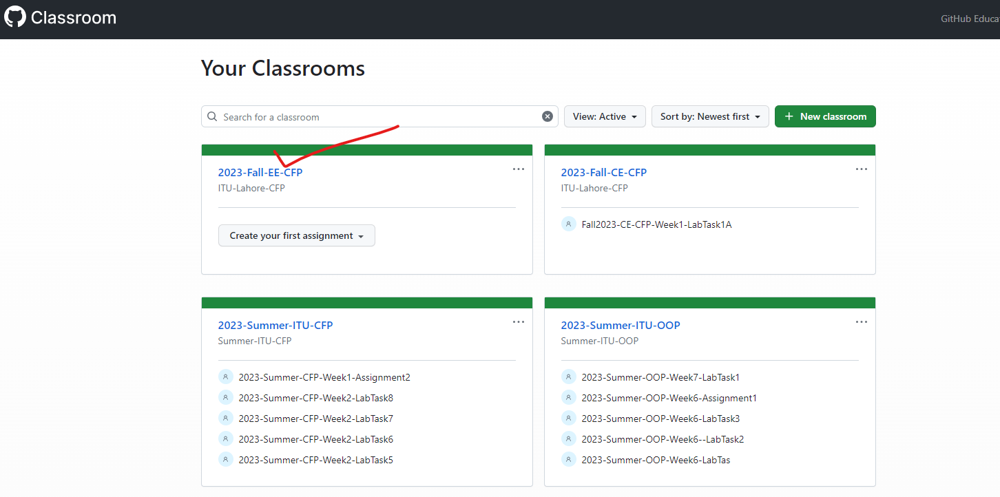 Classroom
GitHub Educa
Your Classrooms
Search for a classroom
View: Active
Sort by: Newest first
New classroom
2023-Fall-EE-CFP
ITU-Lahore-CFP
Create your first assignment
2023-Fall-CE-CFP
ITU-Lahore-CFP
Fall2023-CE-CFP-Week1-LabTask1A
2023-Summer-ITU-CFP
Summer-ITU-CFP
2023-Summer-CFP-Week1-Assignment2
2023-Summer-CFP-Week2-LabTask8
2023-Summer-CFP-Week2-LabTask7
2023-Summer-CFP-Week2-LabTask6
2023-Summer-CFP-Week2-LabTask5
2023-Summer-ITU-OOP
Summer-ITU-OOP
2023-Summer-OOP-Week7-LabTask1
2023-Summer-OOP-Week6-Assignment1
2023-Summer-OOP-Week6-LabTask3
2023-Summer-OOP-Week6--LabTask2
2023-Summer-OOP-Week6-LabTas